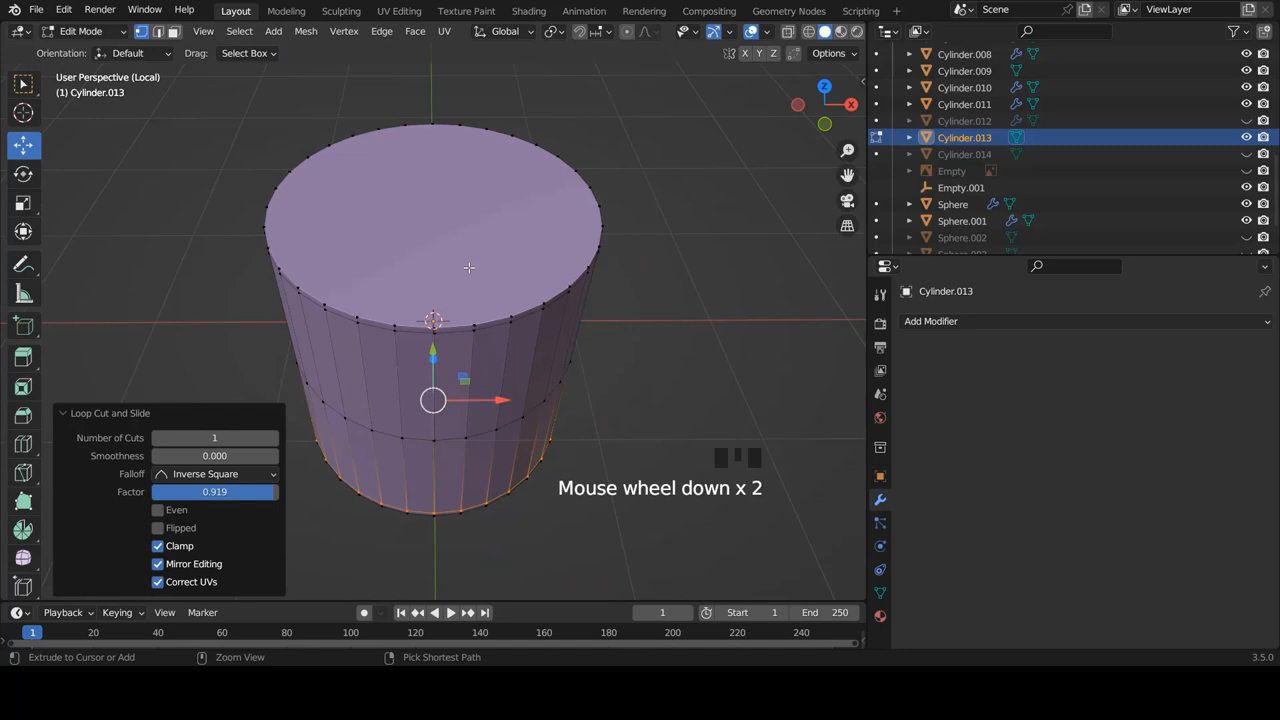 File Edit Render Window Help Layout Modeling Sculpting UV Editing Texture Paint Shading Animation Rendering Compositing Geometry Nodes Scripting + Scene ViewLayer
Edit Mode View Select Add Mesh Vertex Edge Face UV Global
Orientation: Default Drag: Select Box X Y Z Options
User Perspective (Local)
(1) Cylinder.013
Z
X
Cylinder.008
Cylinder.009
Cylinder.010
Cylinder.011
Cylinder.012
Cylinder.013
Cylinder.014
Empty
Empty.001
Sphere
Sphere.001
Sphere.002
Cylinder.013
Add Modifier
Loop Cut and Slide
Number of Cuts 1
Smoothness 0.000
Falloff Inverse Square
Factor 0.919
Even
Flipped
Clamp
Mirror Editing
Correct UVs
Mouse wheel down x 2
Playback Keying View Marker 1 Start 1 End 250
1 20 40 60 80 100 120 140 160 180 200 220 240
Extrude to Cursor or Add Zoom View Pick Shortest Path 3.5.0